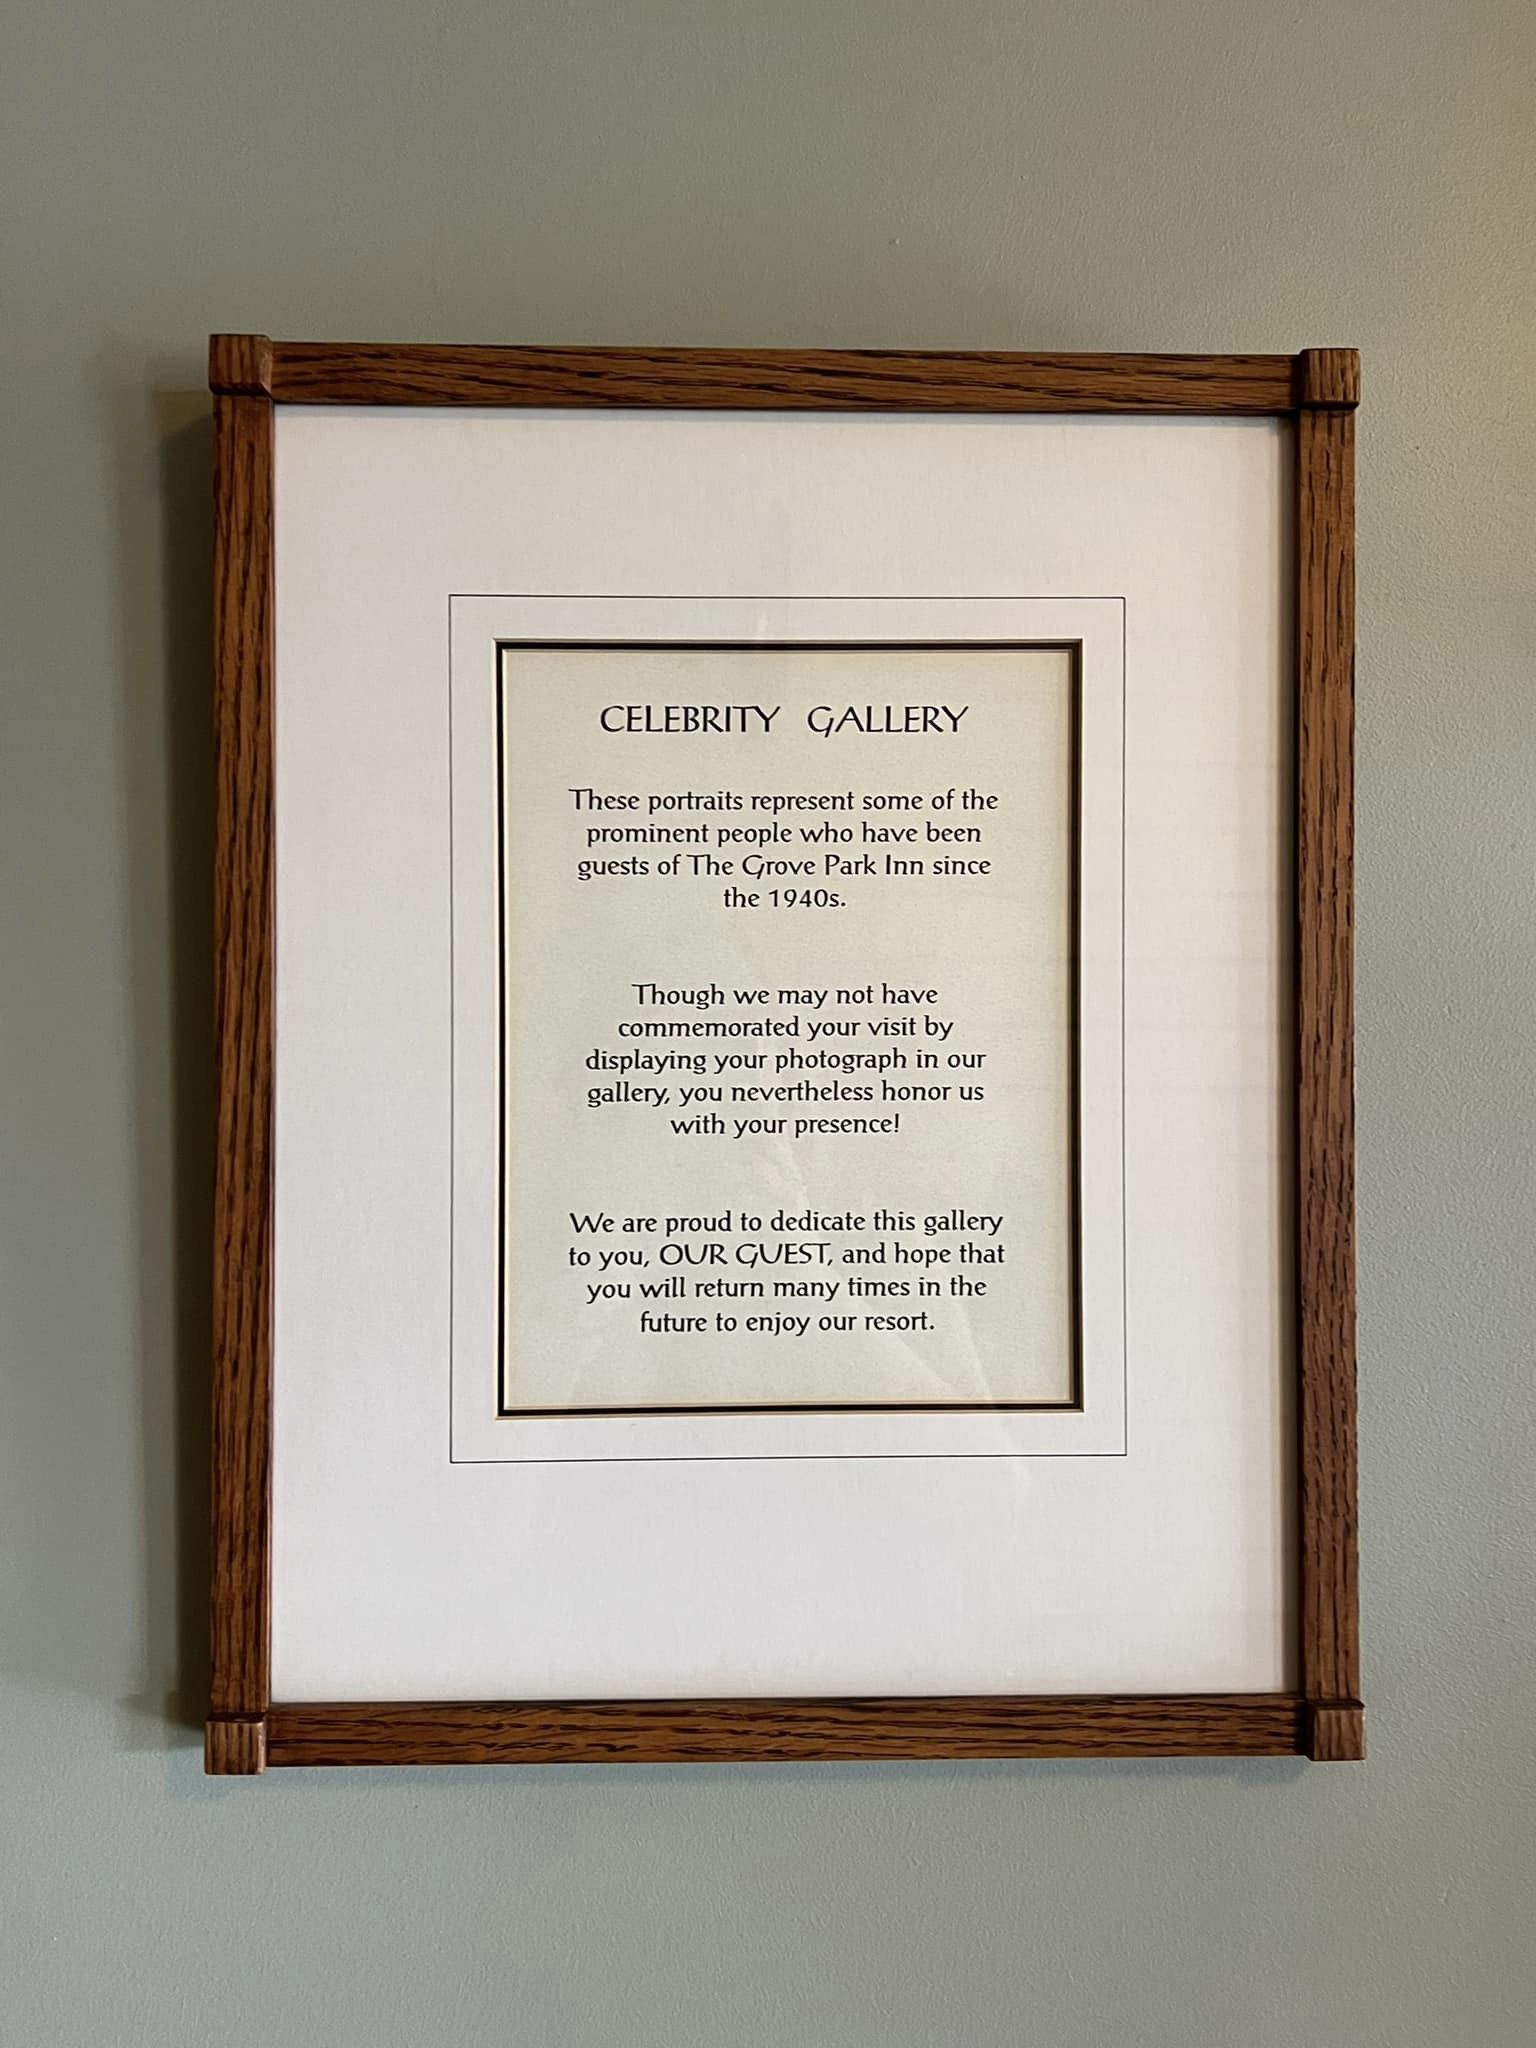 CELEBRITY GALLERY
These portraits represent some of the
prominent people who have been
guests of The Grove Park Inn since
the 1940s.
Though we may not have
commemorated your visit by
displaying your photograph in our
gallery, you nevertheless honor us
with your presence!
We are proud to dedicate this gallery
to you, OUR GUEST, and hope that
you will return many times in the
future to enjoy our resort.